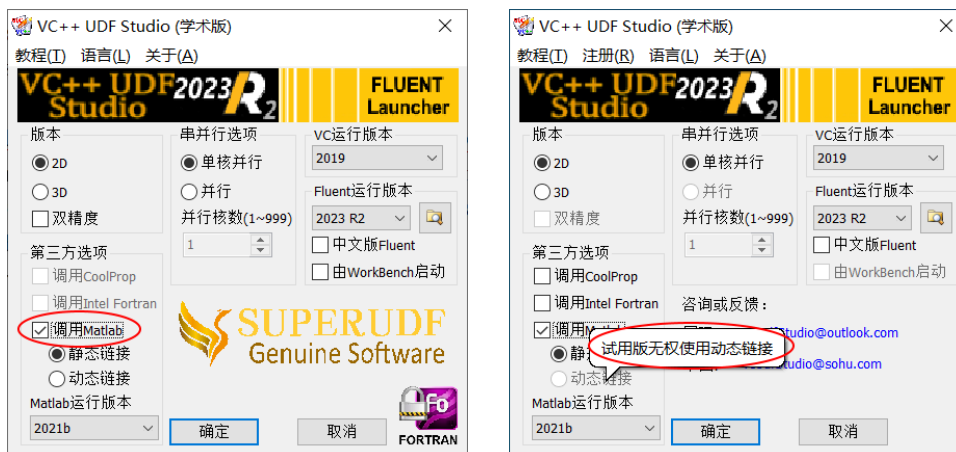 VC++ UDF Studio (学术版)
教程(T) 语言(L) 关于(A)
VC++ UDF Studio 2023 R2
FLUENT Launcher
版本
2D
3D
双精度
串并行选项
单核并行
并行
并行核数(1~999)
1
VC运行版本
2019
Fluent运行版本
2023 R2
中文版Fluent
由WorkBench启动
第三方选项
调用CoolProp
调用Intel Fortran
调用Matlab
静态链接
动态链接
Matlab运行版本
2021b
SUPERUDF
Genuine Software
Fo
FORTRAN
确定
取消
VC++ UDF Studio (学术版)
教程(T) 注册(R) 语言(L) 关于(A)
VC++ UDF Studio 2023 R2
FLUENT Launcher
版本
2D
3D
双精度
串并行选项
单核并行
并行
并行核数(1~999)
1
VC运行版本
2019
Fluent运行版本
2023 R2
中文版Fluent
由WorkBench启动
第三方选项
调用CoolProp
调用Intel Fortran
调用
咨询或反馈：
tudio@outlook.com
试用版无权使用动态链接
tudio@sohu.com
动态链接
Matlab运行版本
2021b
确定
取消